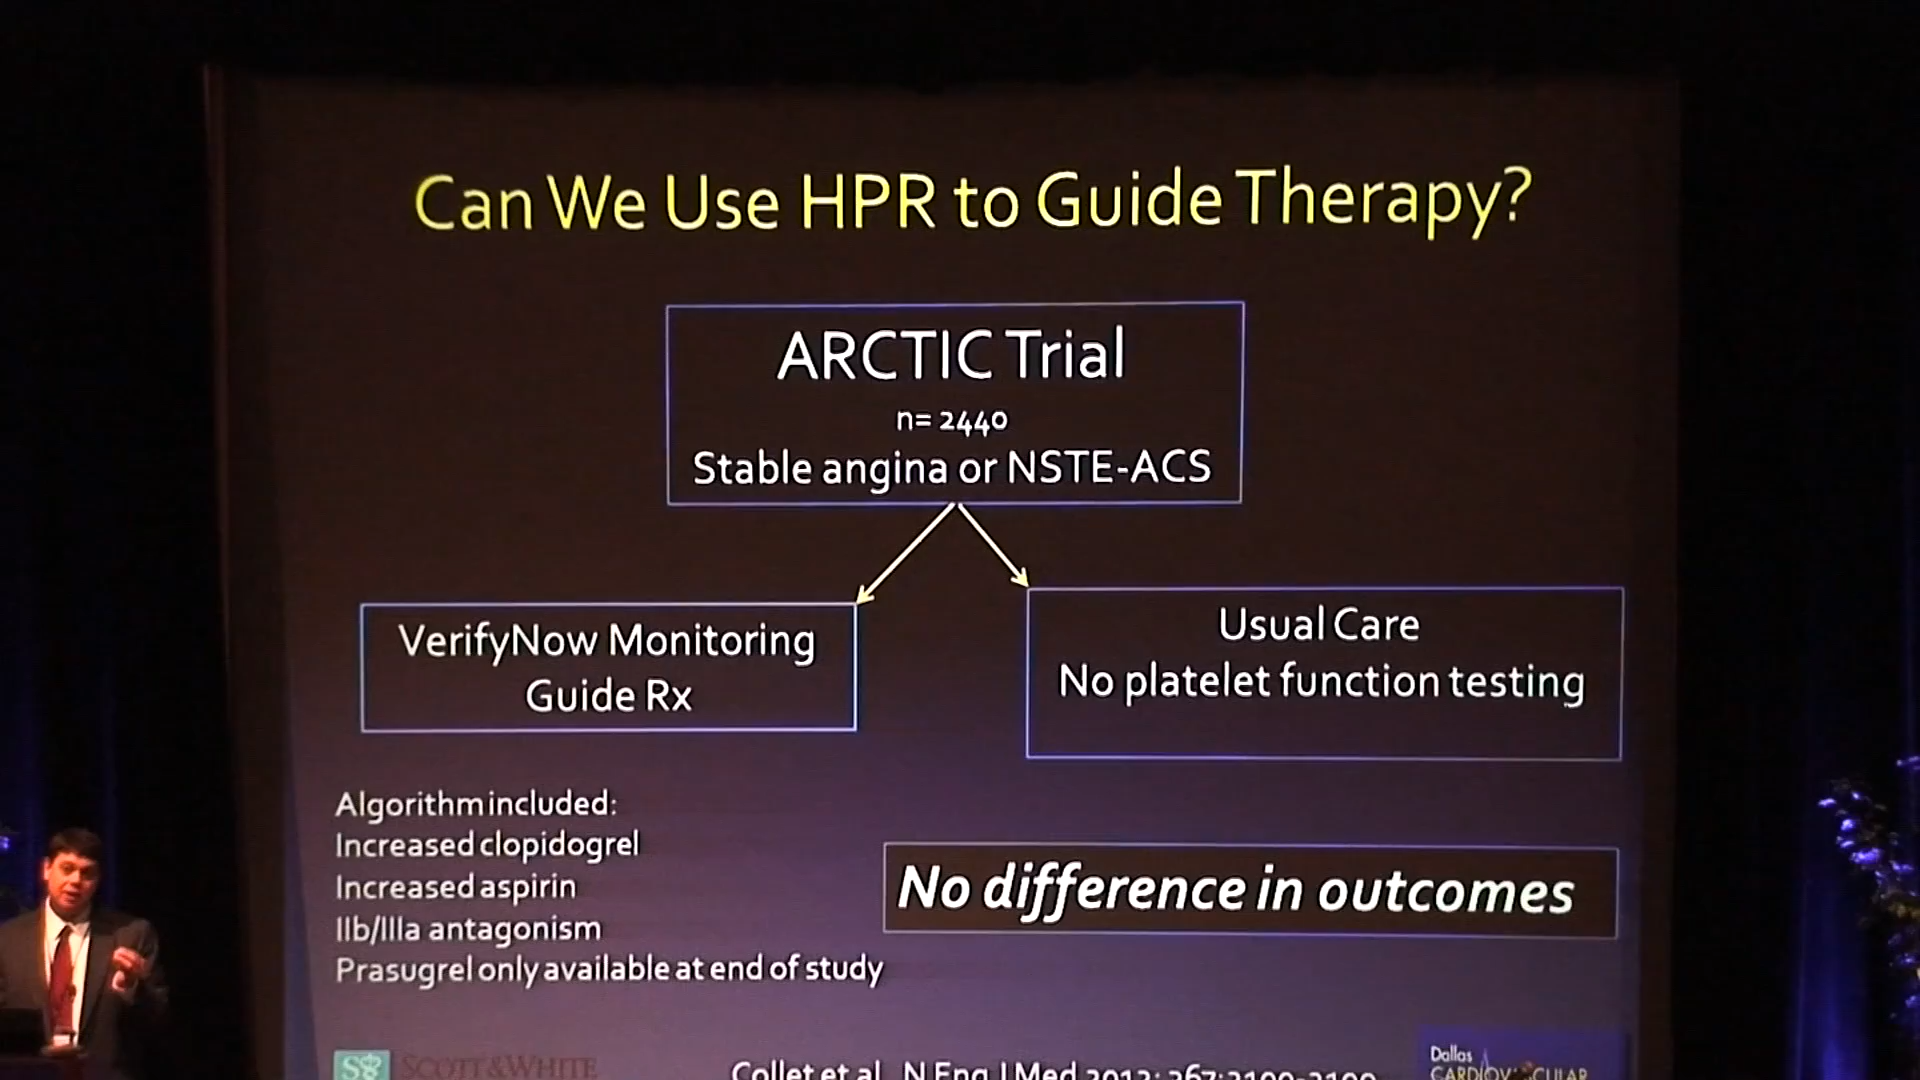 Can We Use HPR to Guide Therapy?
ARCTIC Trial
n= 2440
Stable angina or NSTE-ACS
VerifyNow Monitoring
Guide Rx
Usual Care
No platelet function testing
Algorithm included:
Increased clopidogrel
Increased aspirin
IIb/IIIa antagonism
Prasugrel only available at end of study
No difference in outcomes
SCOTT & WHITE
Collet et al. N Eng J Med 2012; 367:2100-2109
Dallas
CARDIOVASCULAR